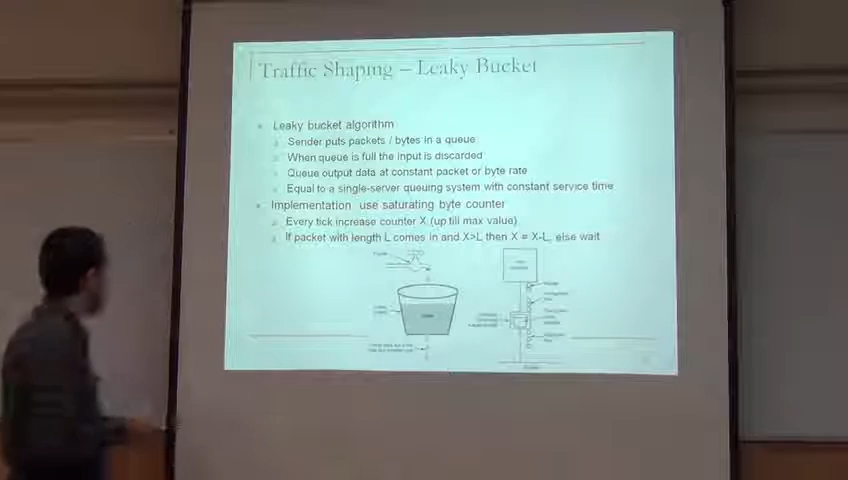 Traffic Shaping – Leaky Bucket
Leaky bucket algorithm
Sender puts packets / bytes in a queue
When queue is full the input is discarded
Queue output data at constant packet or byte rate
Equal to a single-server queuing system with constant service time
Implementation use saturating byte counter
Every tick increase counter X (up till max value)
If packet with length L comes in and X>L then X = X-L, else wait